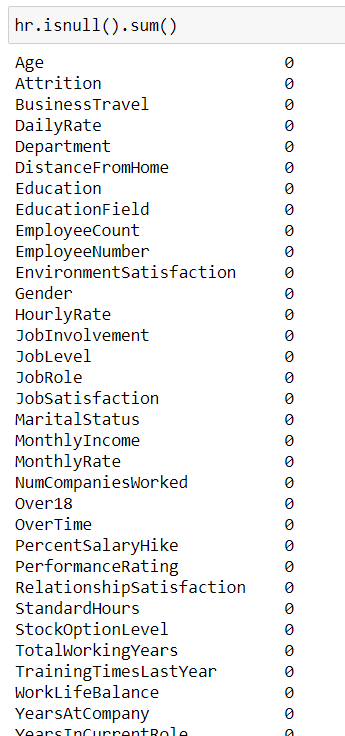 hr.isnull().sum()
Age 0
Attrition 0
BusinessTravel 0
DailyRate 0
Department 0
DistanceFromHome 0
Education 0
EducationField 0
EmployeeCount 0
EmployeeNumber 0
EnvironmentSatisfaction 0
Gender 0
HourlyRate 0
JobInvolvement 0
JobLevel 0
JobRole 0
JobSatisfaction 0
MaritalStatus 0
MonthlyIncome 0
MonthlyRate 0
NumCompaniesWorked 0
Over18 0
OverTime 0
PercentSalaryHike 0
PerformanceRating 0
RelationshipSatisfaction 0
StandardHours 0
StockOptionLevel 0
TotalWorkingYears 0
TrainingTimesLastYear 0
WorkLifeBalance 0
YearsAtCompany 0
YearsInCurrentRole 0